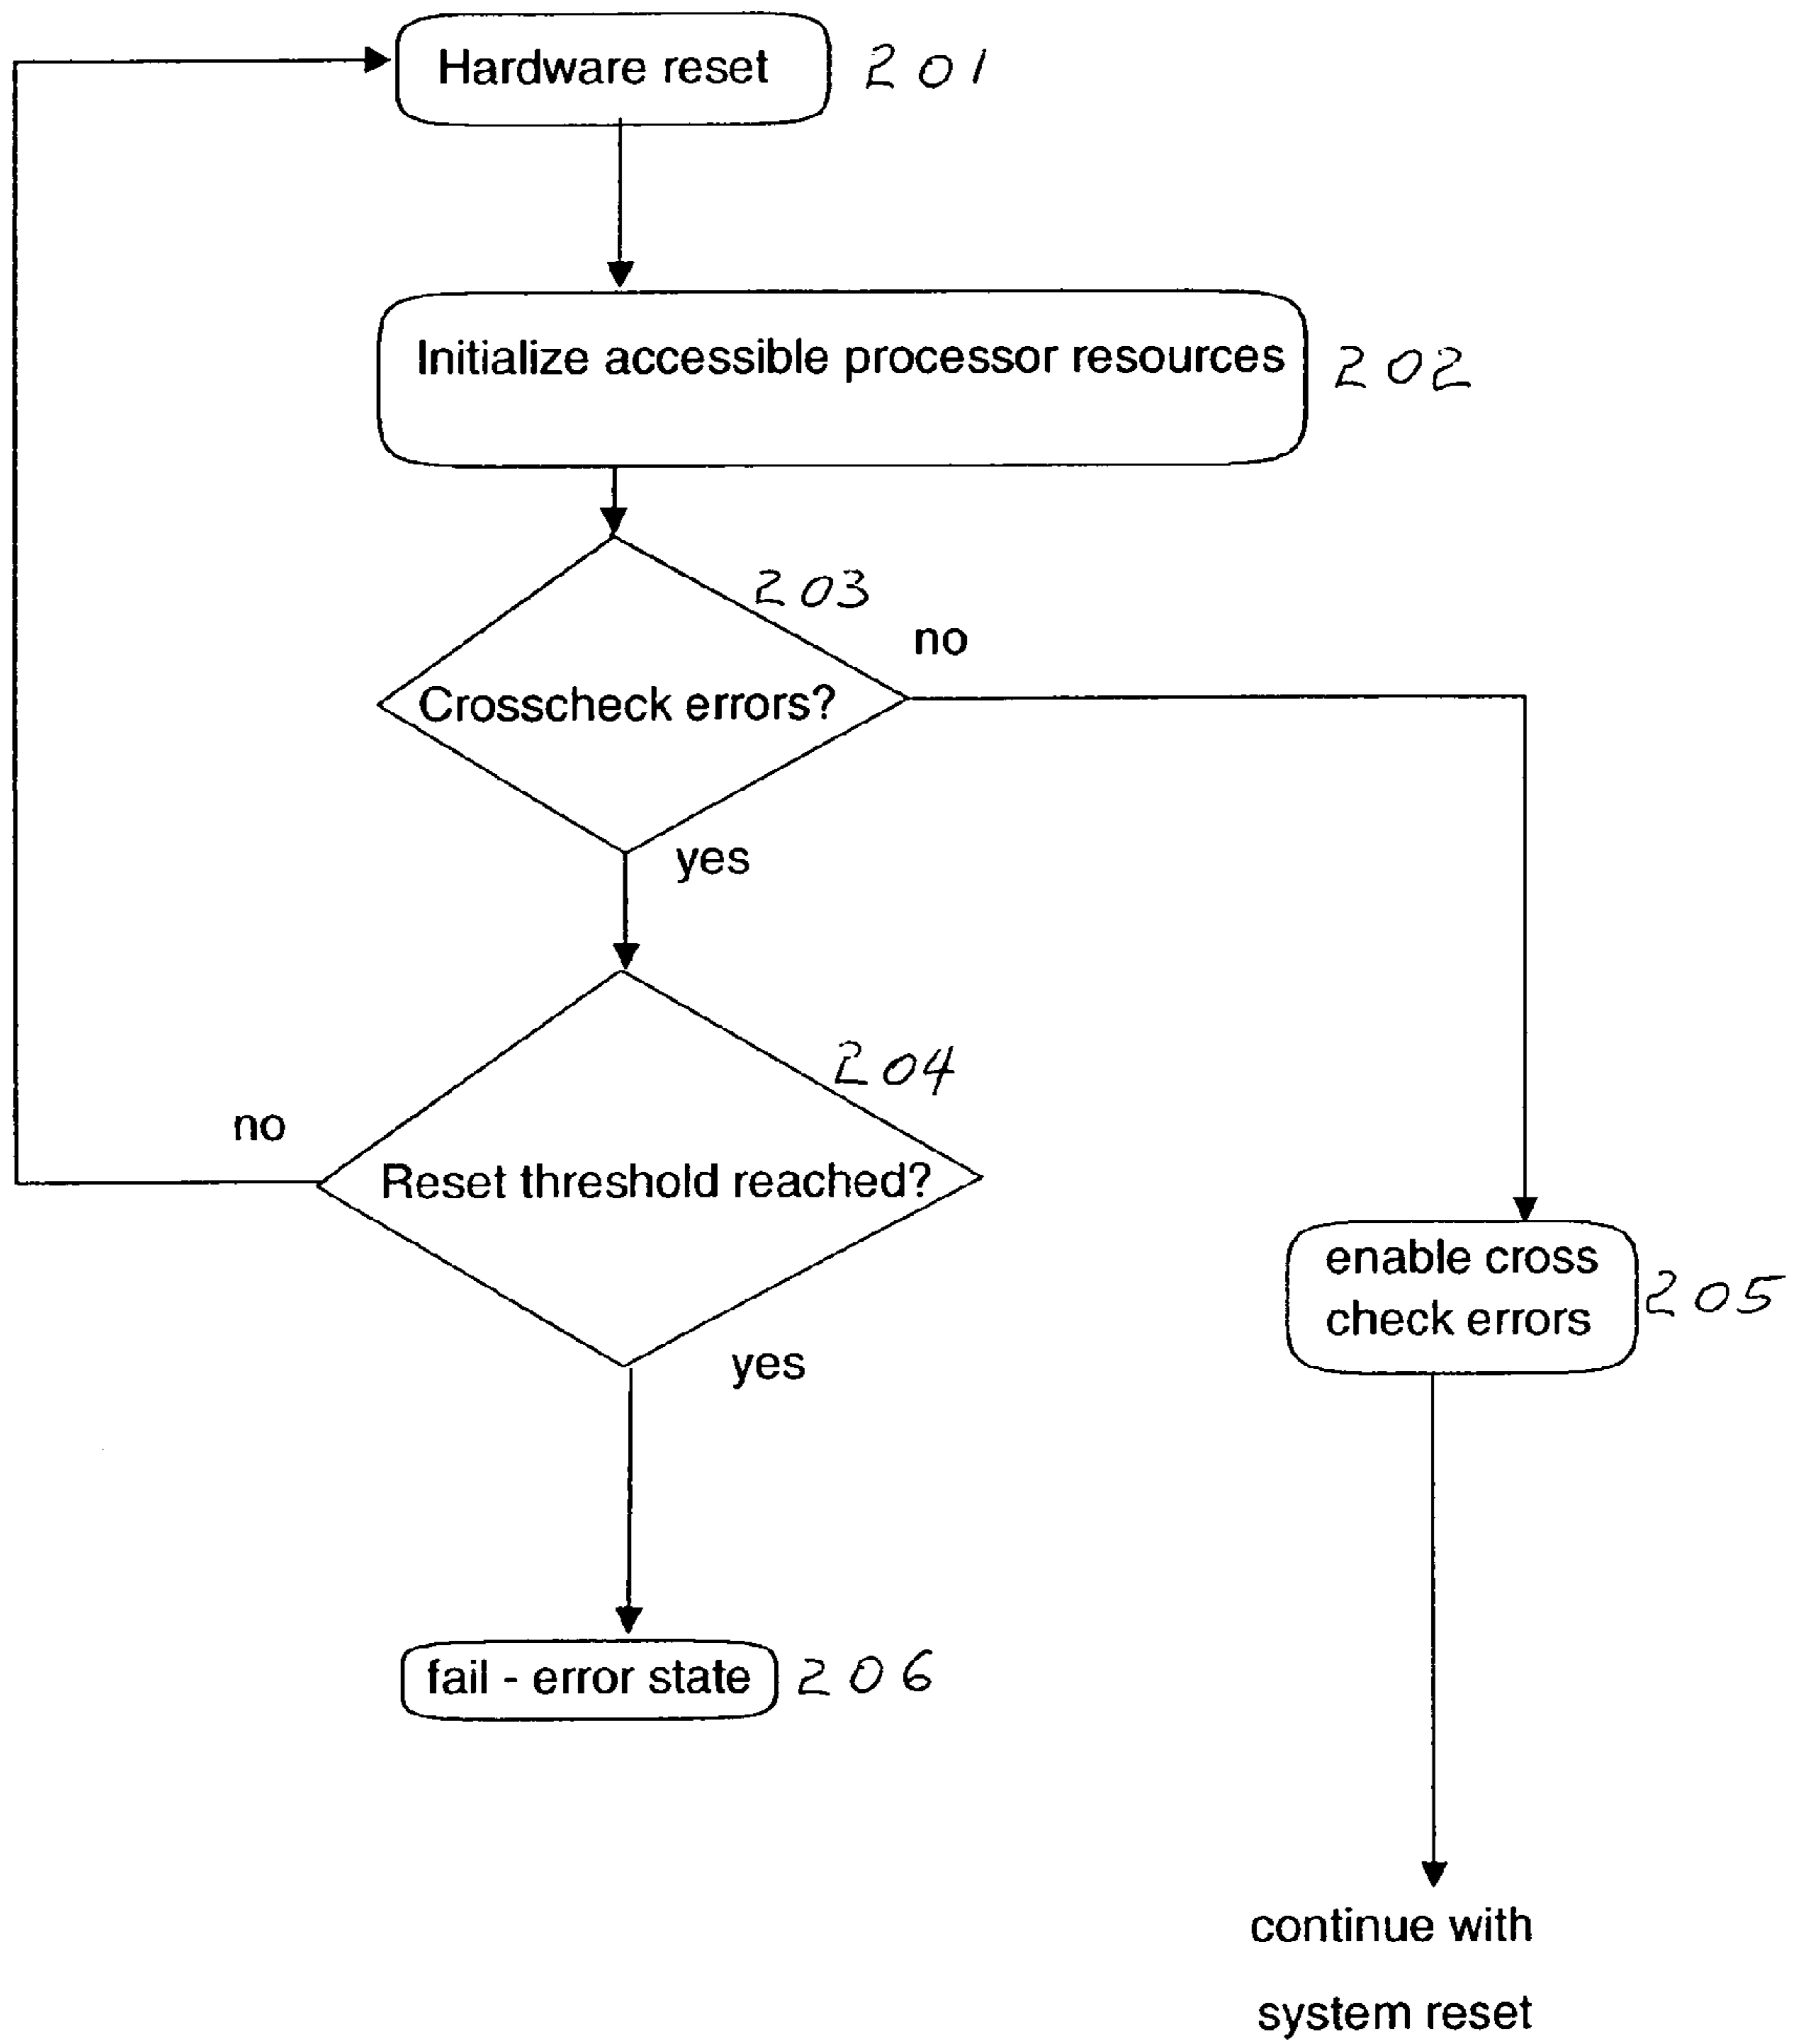 Hardware reset 201
Initialize accessible processor resources 202
203
no
Crosscheck errors?
yes
204
no
Reset threshold reached?
enable cross
check errors
205
yes
fail - error state 206
continue with
system reset